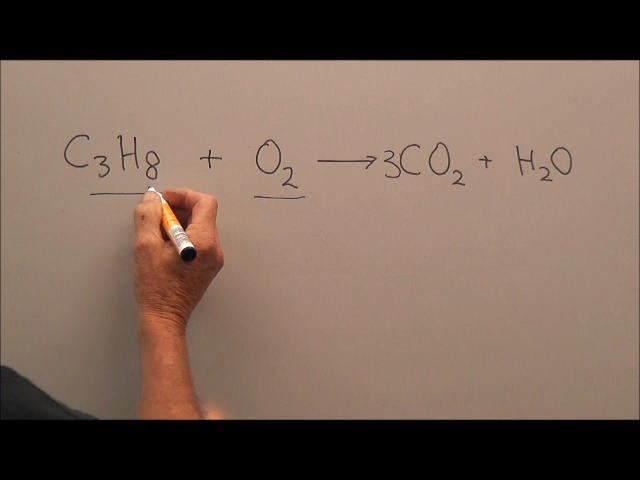 C₃H₈ + O₂ → 3CO₂ + H₂O